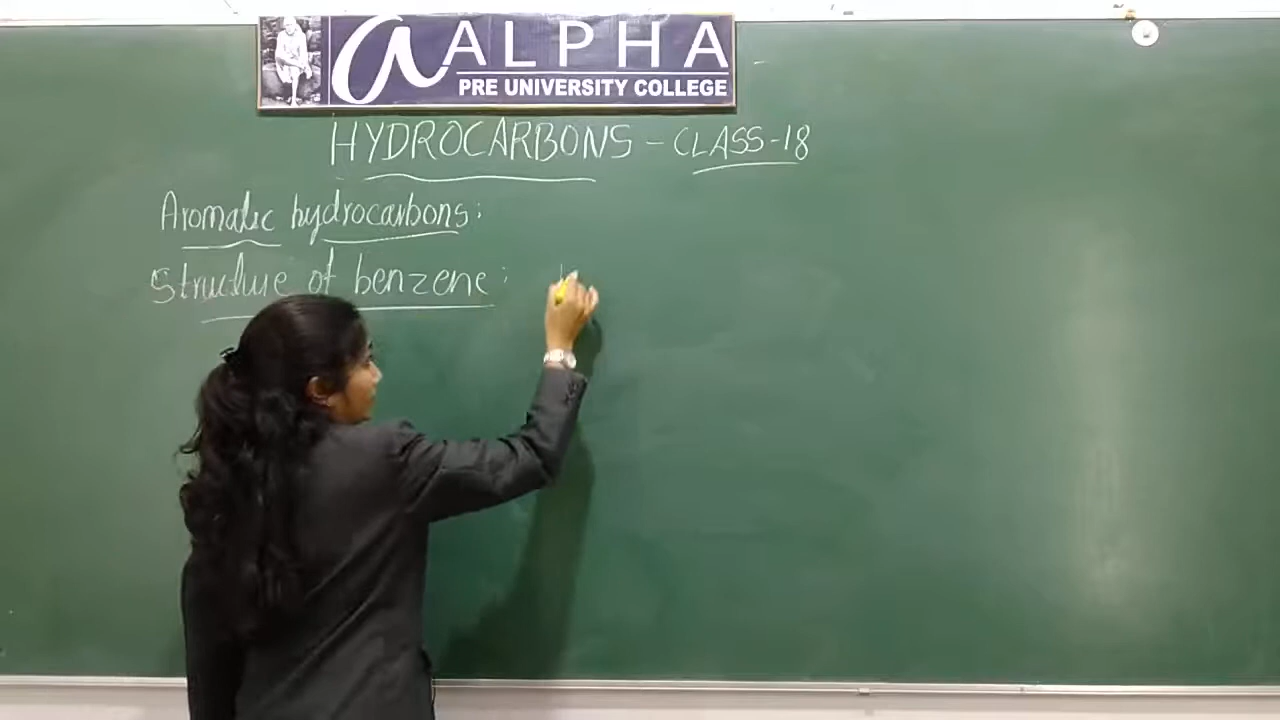 a ALPHA
PRE UNIVERSITY COLLEGE
HYDROCARBONS - CLASS-18
Aromatic hydrocarbons:
Structure of benzene: